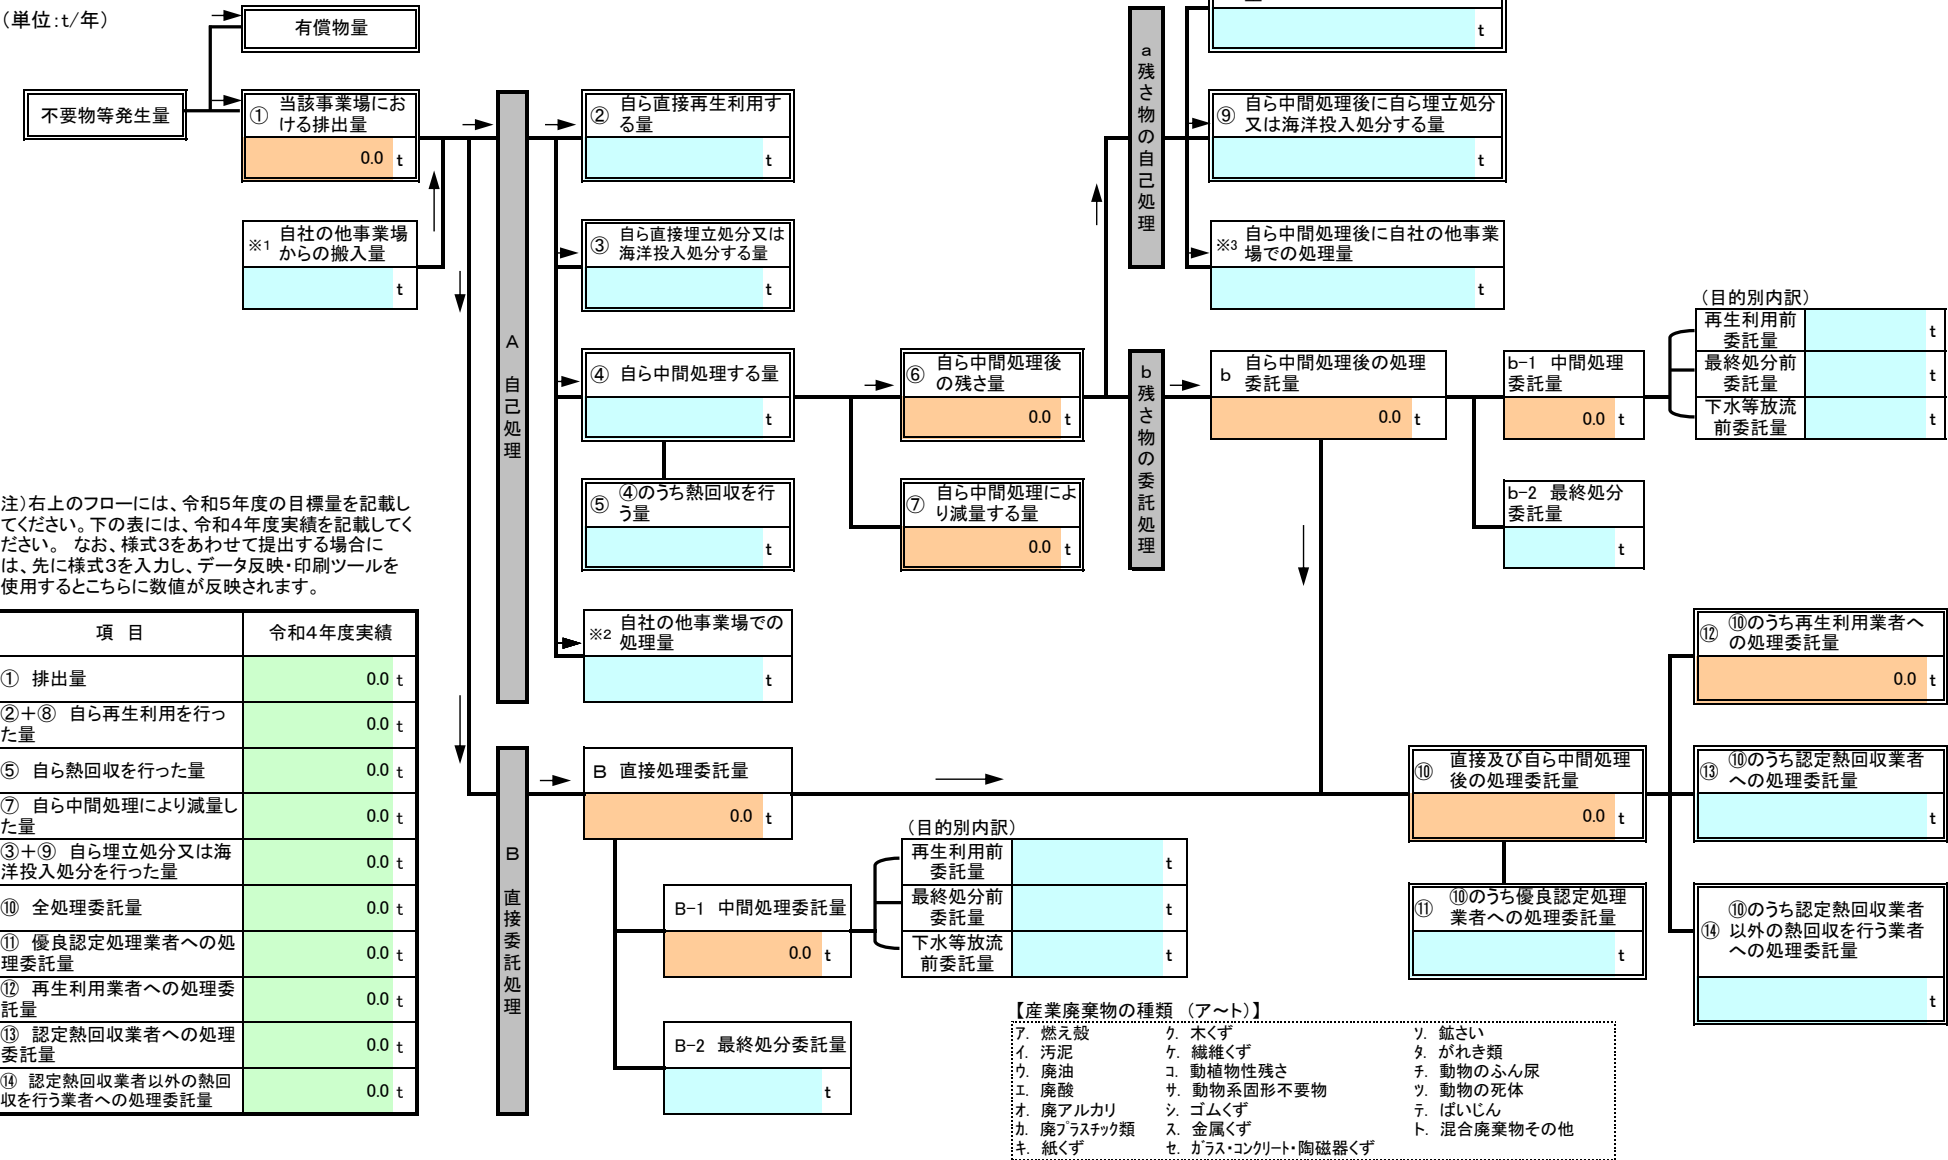 （単位：t/年）
有償物量
不要物等発生量
① 当該事業場にお
ける排出量
0.0 t
※1 自社の他事業場
からの搬入量
t
A 自己処理
② 自ら直接再生利用す
る量
t
③ 自ら直接埋立処分又は
海洋投入処分する量
t
④ 自ら中間処理する量
t
⑤ ④のうち熱回収を行
う量
t
※2 自社の他事業場での
処理量
t
⑥ 自ら中間処理後
の残さ量
0.0 t
⑦ 自ら中間処理によ
り減量する量
0.0 t
a残さ物の自己処理
t
⑨ 自ら中間処理後に自ら埋立処分
又は海洋投入処分する量
t
※3 自ら中間処理後に自社の他事業
場での処理量
t
b残さ物の委託処理
b 自ら中間処理後の処理
委託量
0.0 t
b-1 中間処理
委託量
0.0 t
（目的別内訳）
再生利用前
委託量
t
最終処分前
委託量
t
下水等放流
前委託量
t
b-2 最終処分
委託量
t
注）右上のフローには、令和5年度の目標量を記載し
てください。下の表には、令和4年度実績を記載してく
ださい。 なお、様式3をあわせて提出する場合に
は、先に様式3を入力し、データ反映・印刷ツールを
使用するとこちらに数値が反映されます。
項 目 令和4年度実績
① 排出量 0.0 t
②＋⑧ 自ら再生利用を行っ
た量 0.0 t
⑤ 自ら熱回収を行った量 0.0 t
⑦ 自ら中間処理により減量し
た量 0.0 t
③＋⑨ 自ら埋立処分又は海
洋投入処分を行った量 0.0 t
⑩ 全処理委託量 0.0 t
⑪ 優良認定処理業者への処
理委託量 0.0 t
⑫ 再生利用業者への処理委
託量 0.0 t
⑬ 認定熱回収業者への処理
委託量 0.0 t
⑭ 認定熱回収業者以外の熱回
収を行う業者への処理委託量 0.0 t
B 直接委託処理
B 直接処理委託量
0.0 t
B-1 中間処理委託量
0.0 t
（目的別内訳）
再生利用前
委託量
t
最終処分前
委託量
t
下水等放流
前委託量
t
B-2 最終処分委託量
t
⑩ 直接及び自ら中間処理
後の処理委託量
0.0 t
⑪ ⑩のうち優良認定処理
業者への処理委託量
t
⑫ ⑩のうち再生利用業者へ
の処理委託量
0.0 t
⑬ ⑩のうち認定熱回収業者
への処理委託量
t
⑭ ⑩のうち認定熱回収業者
以外の熱回収を行う業者
への処理委託量
t
【産業廃棄物の種類 （ア～ト）】
ア. 燃え殻 ク. 木くず ソ. 鉱さい
イ. 汚泥 ケ. 繊維くず タ. がれき類
ウ. 廃油 コ. 動植物性残さ チ. 動物のふん尿
エ. 廃酸 サ. 動物系固形不要物 ツ. 動物の死体
オ. 廃アルカリ シ. ゴムくず テ. ばいじん
カ. 廃プラスチック類 ス. 金属くず ト. 混合廃棄物その他
キ. 紙くず セ. ガラス・コンクリート・陶磁器くず